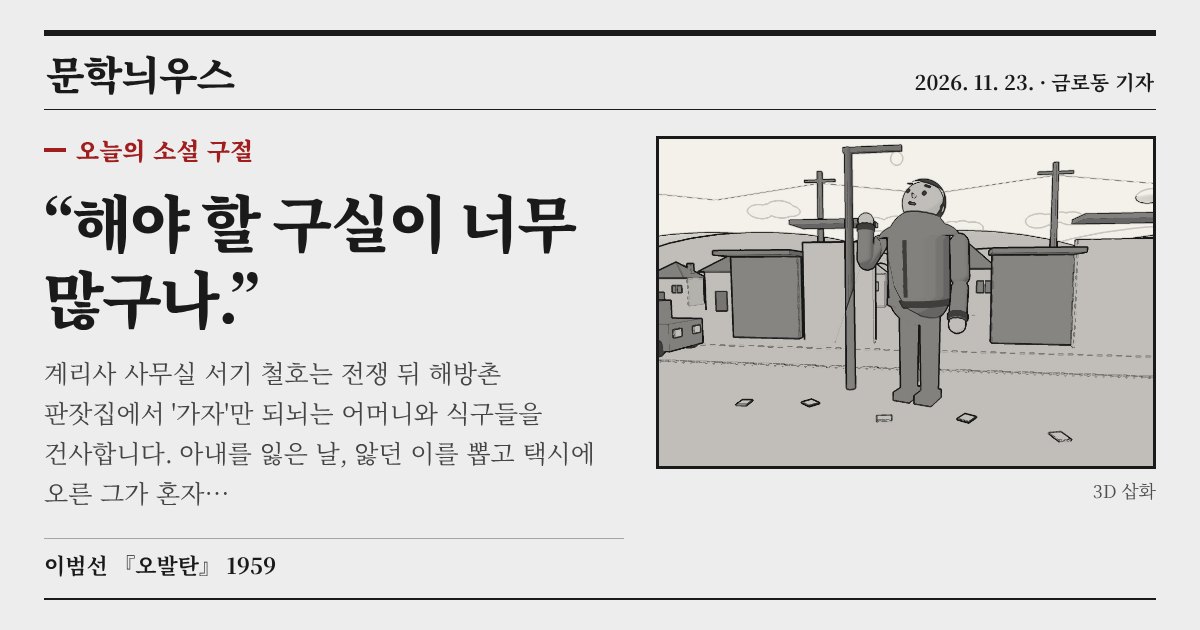 문학늬우스
2026. 11. 23. · 금로동 기자
오늘의 소설 구절
“해야 할 구실이 너무
많구나.”
계리사 사무실 서기 철호는 전쟁 뒤 해방촌
판잣집에서 '가자'만 되뇌는 어머니와 식구들을
건사합니다. 아내를 잃은 날, 앓던 이를 뽑고 택시에
오른 그가 혼자…
3D 삽화
이범선 『오발탄』 1959